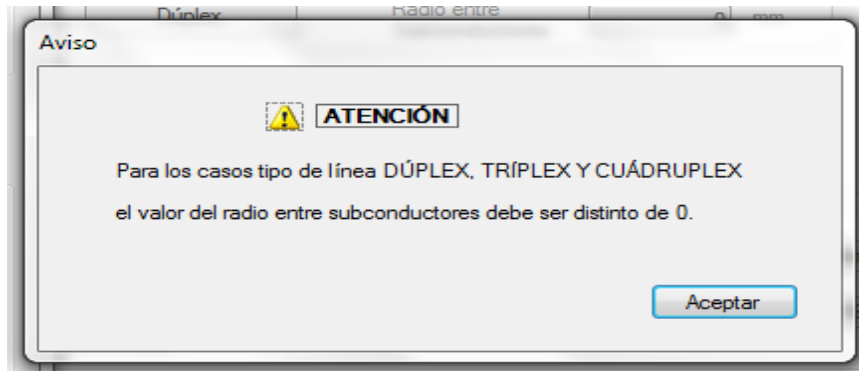 Dúplex
Radio entre
0 mm
Aviso
ATENCIÓN
Para los casos tipo de línea DÚPLEX, TRÍPLEX Y CUÁDRUPLEX
el valor del radio entre subconductores debe ser distinto de 0.
Aceptar